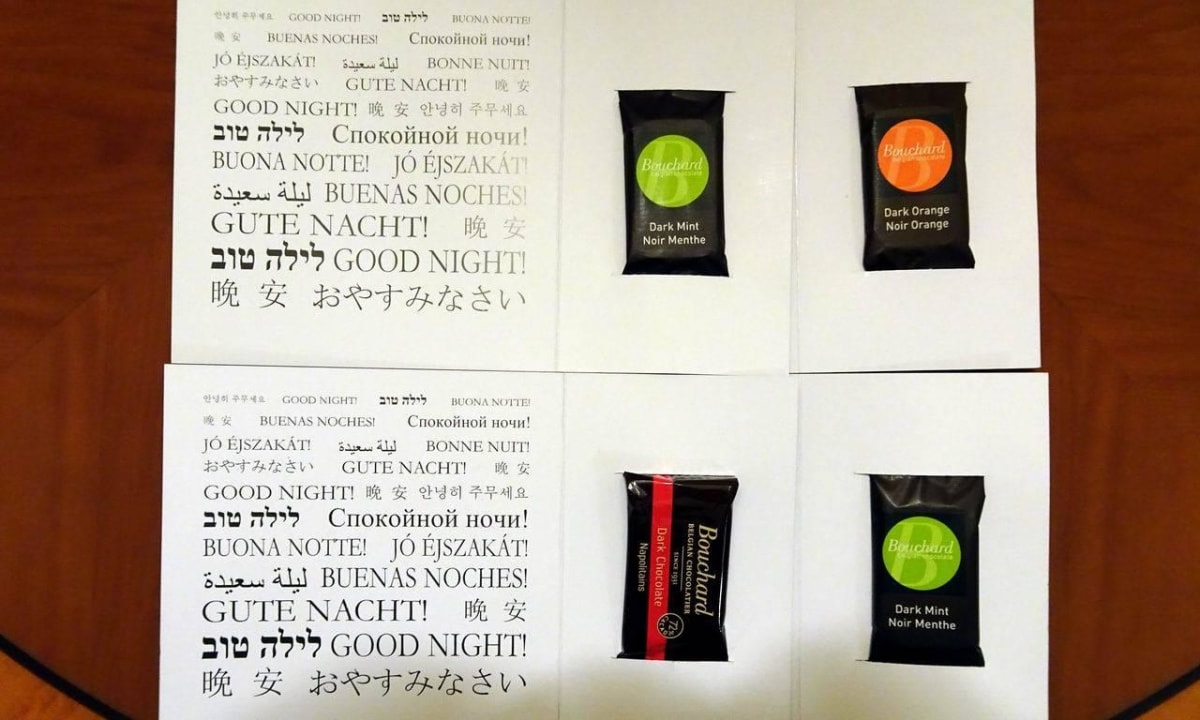 안녕히 주무세요 GOOD NIGHT! לילה טוב BUONA NOTTE!
晚 安 BUENAS NOCHES! Спокойной ночи!
JÓ ÉJSZAKÁT! ليلة سعيدة BONNE NUIT!
おやすみなさい GUTE NACHT! 晚 安
GOOD NIGHT! 晚 安 안녕히 주무세요
לילה טוב Спокойной ночи!
BUONA NOTTE! JÓ ÉJSZAKÁT!
ليلة سعيدة BUENAS NOCHES!
GUTE NACHT! 晚 安
לילה טוב GOOD NIGHT!
晚 安 おやすみなさい
Bouchard
belgian chocolate
Dark Mint
Noir Menthe
Bouchard
belgian chocolate
Dark Orange
Noir Orange
안녕히 주무세요 GOOD NIGHT! לילה טוב BUONA NOTTE!
晚 安 BUENAS NOCHES! Спокойной ночи!
JÓ ÉJSZAKÁT! ليلة سعيدة BONNE NUIT!
おやすみなさい GUTE NACHT! 晚 安
GOOD NIGHT! 晚 安 안녕히 주무세요
לילה טוב Спокойной ночи!
BUONA NOTTE! JÓ ÉJSZAKÁT!
ليلة سعيدة BUENAS NOCHES!
GUTE NACHT! 晚 安
לילה טוב GOOD NIGHT!
晚 安 おやすみなさい
Bouchard
BELGIAN CHOCOLATIER
SINCE 1931
Dark Chocolate
Napolitains
72%
CACAO
Bouchard
belgian chocolate
Dark Mint
Noir Menthe